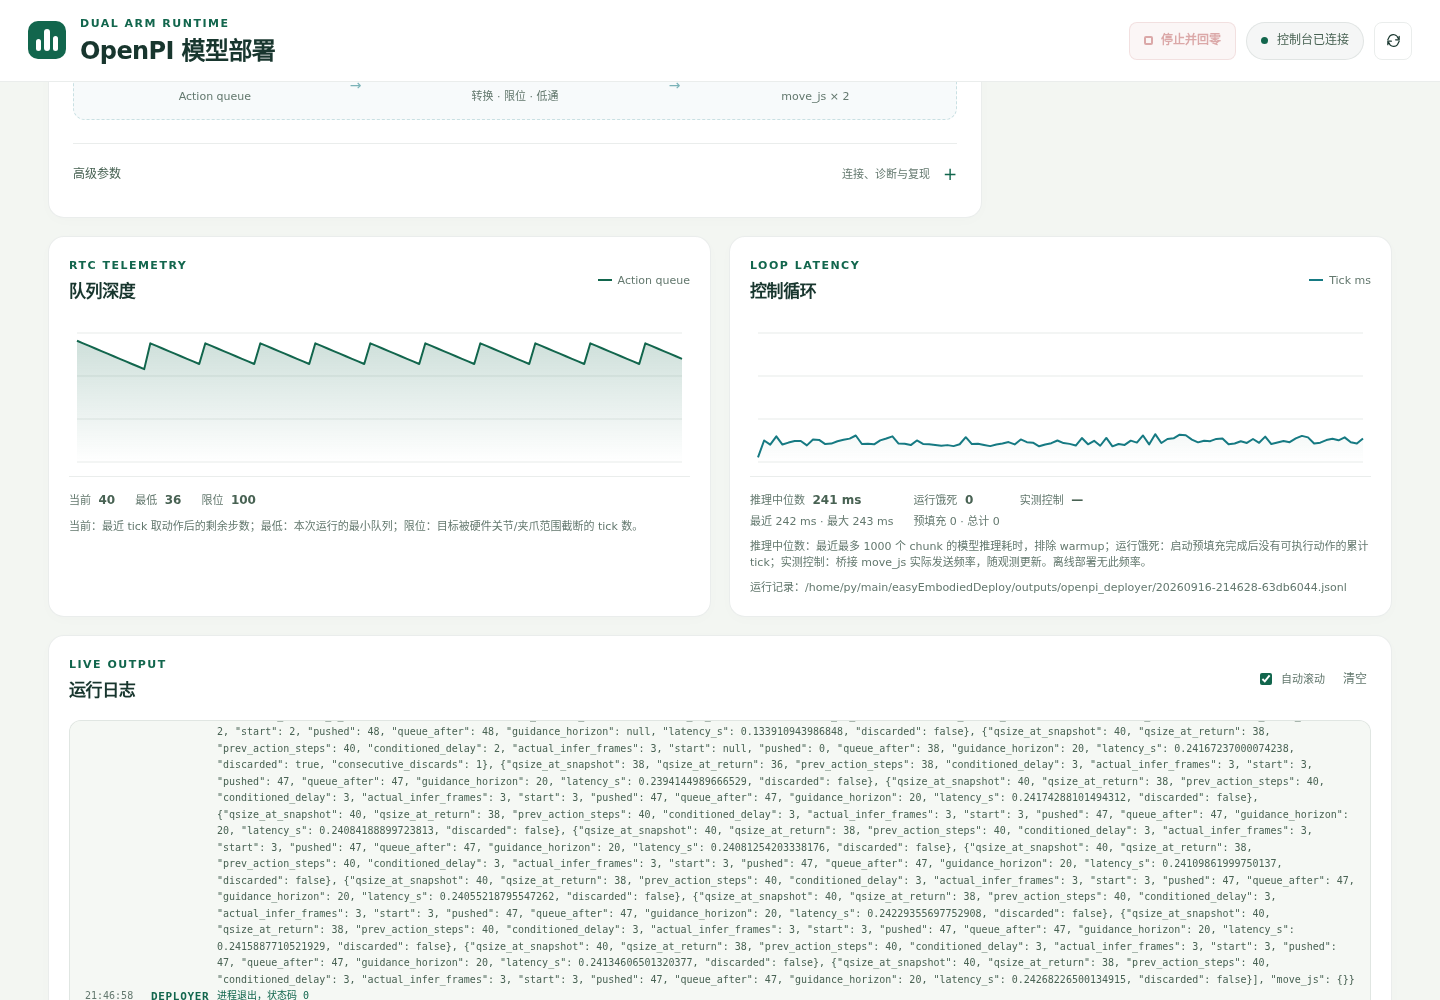 DUAL ARM RUNTIME
OpenPI 模型部署
停止并回零
控制台已连接
→
→
Action queue
转换 · 限位 · 低通
move_js × 2
高级参数
连接、诊断与复现 +
RTC TELEMETRY
队列深度
Action queue
当前 40 最低 36 限位 100
当前：最近 tick 取动作后的剩余步数；最低：本次运行的最小队列；限位：目标被硬件关节/夹爪范围截断的 tick 数。
LOOP LATENCY
控制循环
Tick ms
推理中位数 241 ms 运行饿死 0 实测控制 —
最近 242 ms · 最大 243 ms 预填充 0 · 总计 0
推理中位数：最近最多 1000 个 chunk 的模型推理耗时，排除 warmup；运行饿死：启动预填充完成后没有可执行动作的累计
tick；实测控制：桥接 move_js 实际发送频率，随观测更新。离线部署无此频率。
运行记录：/home/py/main/easyEmbodiedDeploy/outputs/openpi_deployer/20260916-214628-63db6044.jsonl
LIVE OUTPUT
运行日志
自动滚动 清空
2, "start": 2, "pushed": 48, "queue_after": 48, "guidance_horizon": null, "latency_s": 0.133910943986848, "discarded": false}, {"qsize_at_snapshot": 40, "qsize_at_return": 38,
"prev_action_steps": 40, "conditioned_delay": 2, "actual_infer_frames": 3, "start": null, "pushed": 0, "queue_after": 38, "guidance_horizon": 20, "latency_s": 0.24167237000074238,
"discarded": true, "consecutive_discards": 1}, {"qsize_at_snapshot": 38, "qsize_at_return": 36, "prev_action_steps": 38, "conditioned_delay": 3, "actual_infer_frames": 3, "start": 3,
"pushed": 47, "queue_after": 47, "guidance_horizon": 20, "latency_s": 0.2394144989666529, "discarded": false}, {"qsize_at_snapshot": 40, "qsize_at_return": 38, "prev_action_steps": 40,
"conditioned_delay": 3, "actual_infer_frames": 3, "start": 3, "pushed": 47, "queue_after": 47, "guidance_horizon": 20, "latency_s": 0.24174288101494312, "discarded": false},
{"qsize_at_snapshot": 40, "qsize_at_return": 38, "prev_action_steps": 40, "conditioned_delay": 3, "actual_infer_frames": 3, "start": 3, "pushed": 47, "queue_after": 47, "guidance_horizon":
20, "latency_s": 0.24084188899723813, "discarded": false}, {"qsize_at_snapshot": 40, "qsize_at_return": 38, "prev_action_steps": 40, "conditioned_delay": 3, "actual_infer_frames": 3,
"start": 3, "pushed": 47, "queue_after": 47, "guidance_horizon": 20, "latency_s": 0.24081254203338176, "discarded": false}, {"qsize_at_snapshot": 40, "qsize_at_return": 38,
"prev_action_steps": 40, "conditioned_delay": 3, "actual_infer_frames": 3, "start": 3, "pushed": 47, "queue_after": 47, "guidance_horizon": 20, "latency_s": 0.24109861999750137,
"discarded": false}, {"qsize_at_snapshot": 40, "qsize_at_return": 38, "prev_action_steps": 40, "conditioned_delay": 3, "actual_infer_frames": 3, "start": 3, "pushed": 47, "queue_after": 47,
"guidance_horizon": 20, "latency_s": 0.24055218795547262, "discarded": false}, {"qsize_at_snapshot": 40, "qsize_at_return": 38, "prev_action_steps": 40, "conditioned_delay": 3,
"actual_infer_frames": 3, "start": 3, "pushed": 47, "queue_after": 47, "guidance_horizon": 20, "latency_s": 0.24229355697752908, "discarded": false}, {"qsize_at_snapshot": 40,
"qsize_at_return": 38, "prev_action_steps": 40, "conditioned_delay": 3, "actual_infer_frames": 3, "start": 3, "pushed": 47, "queue_after": 47, "guidance_horizon": 20, "latency_s":
0.2415887710521929, "discarded": false}, {"qsize_at_snapshot": 40, "qsize_at_return": 38, "prev_action_steps": 40, "conditioned_delay": 3, "actual_infer_frames": 3, "start": 3, "pushed":
47, "queue_after": 47, "guidance_horizon": 20, "latency_s": 0.24134606501320377, "discarded": false}, {"qsize_at_snapshot": 40, "qsize_at_return": 38, "prev_action_steps": 40,
"conditioned_delay": 3, "actual_infer_frames": 3, "start": 3, "pushed": 47, "queue_after": 47, "guidance_horizon": 20, "latency_s": 0.24268226500134915, "discarded": false}], "move_js": {}}
21:46:58 DEPLOYER 进程退出，状态码 0